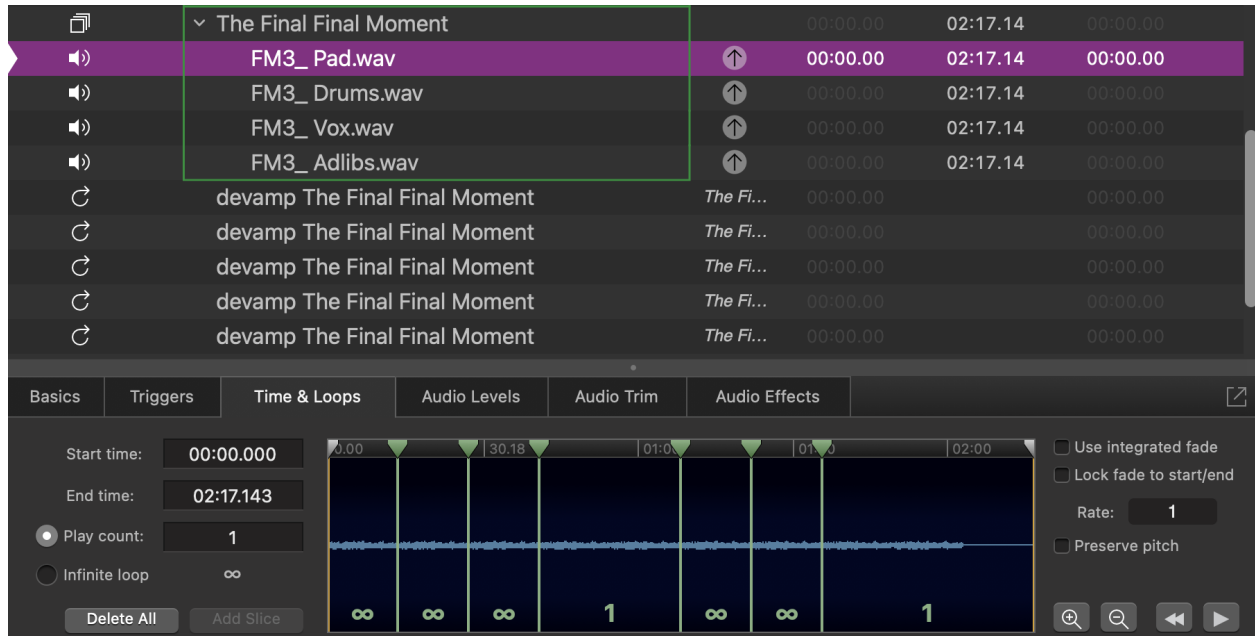 The Final Final Moment 00:00.00 02:17.14 00:00.00
FM3_ Pad.wav 00:00.00 02:17.14 00:00.00
FM3_ Drums.wav 00:00.00 02:17.14 00:00.00
FM3_ Vox.wav 00:00.00 02:17.14 00:00.00
FM3_ Adlibs.wav 00:00.00 02:17.14 00:00.00
devamp The Final Final Moment The Fi... 00:00.00 00:00.00
devamp The Final Final Moment The Fi... 00:00.00 00:00.00
devamp The Final Final Moment The Fi... 00:00.00 00:00.00
devamp The Final Final Moment The Fi... 00:00.00 00:00.00
devamp The Final Final Moment The Fi... 00:00.00 00:00.00
Basics Triggers Time & Loops Audio Levels Audio Trim Audio Effects
Start time: 00:00.000
End time: 02:17.143
Play count: 1
Infinite loop ∞
Delete All Add Slice
30.18 02:00
∞ ∞ ∞ 1 ∞ ∞ 1
Use integrated fade
Lock fade to start/end
Rate: 1
Preserve pitch